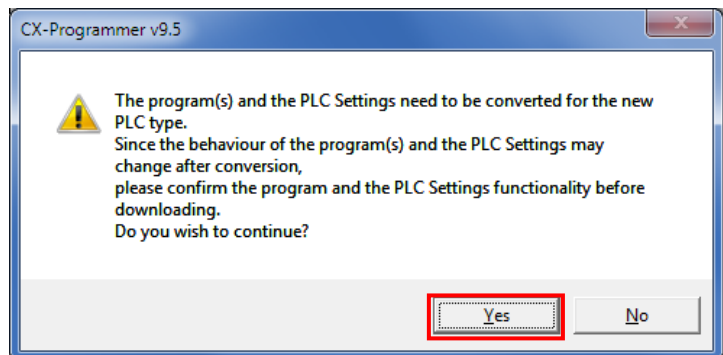 CX-Programmer v9.5
The program(s) and the PLC Settings need to be converted for the new
PLC type.
Since the behaviour of the program(s) and the PLC Settings may
change after conversion,
please confirm the program and the PLC Settings functionality before
downloading.
Do you wish to continue?
Yes
No